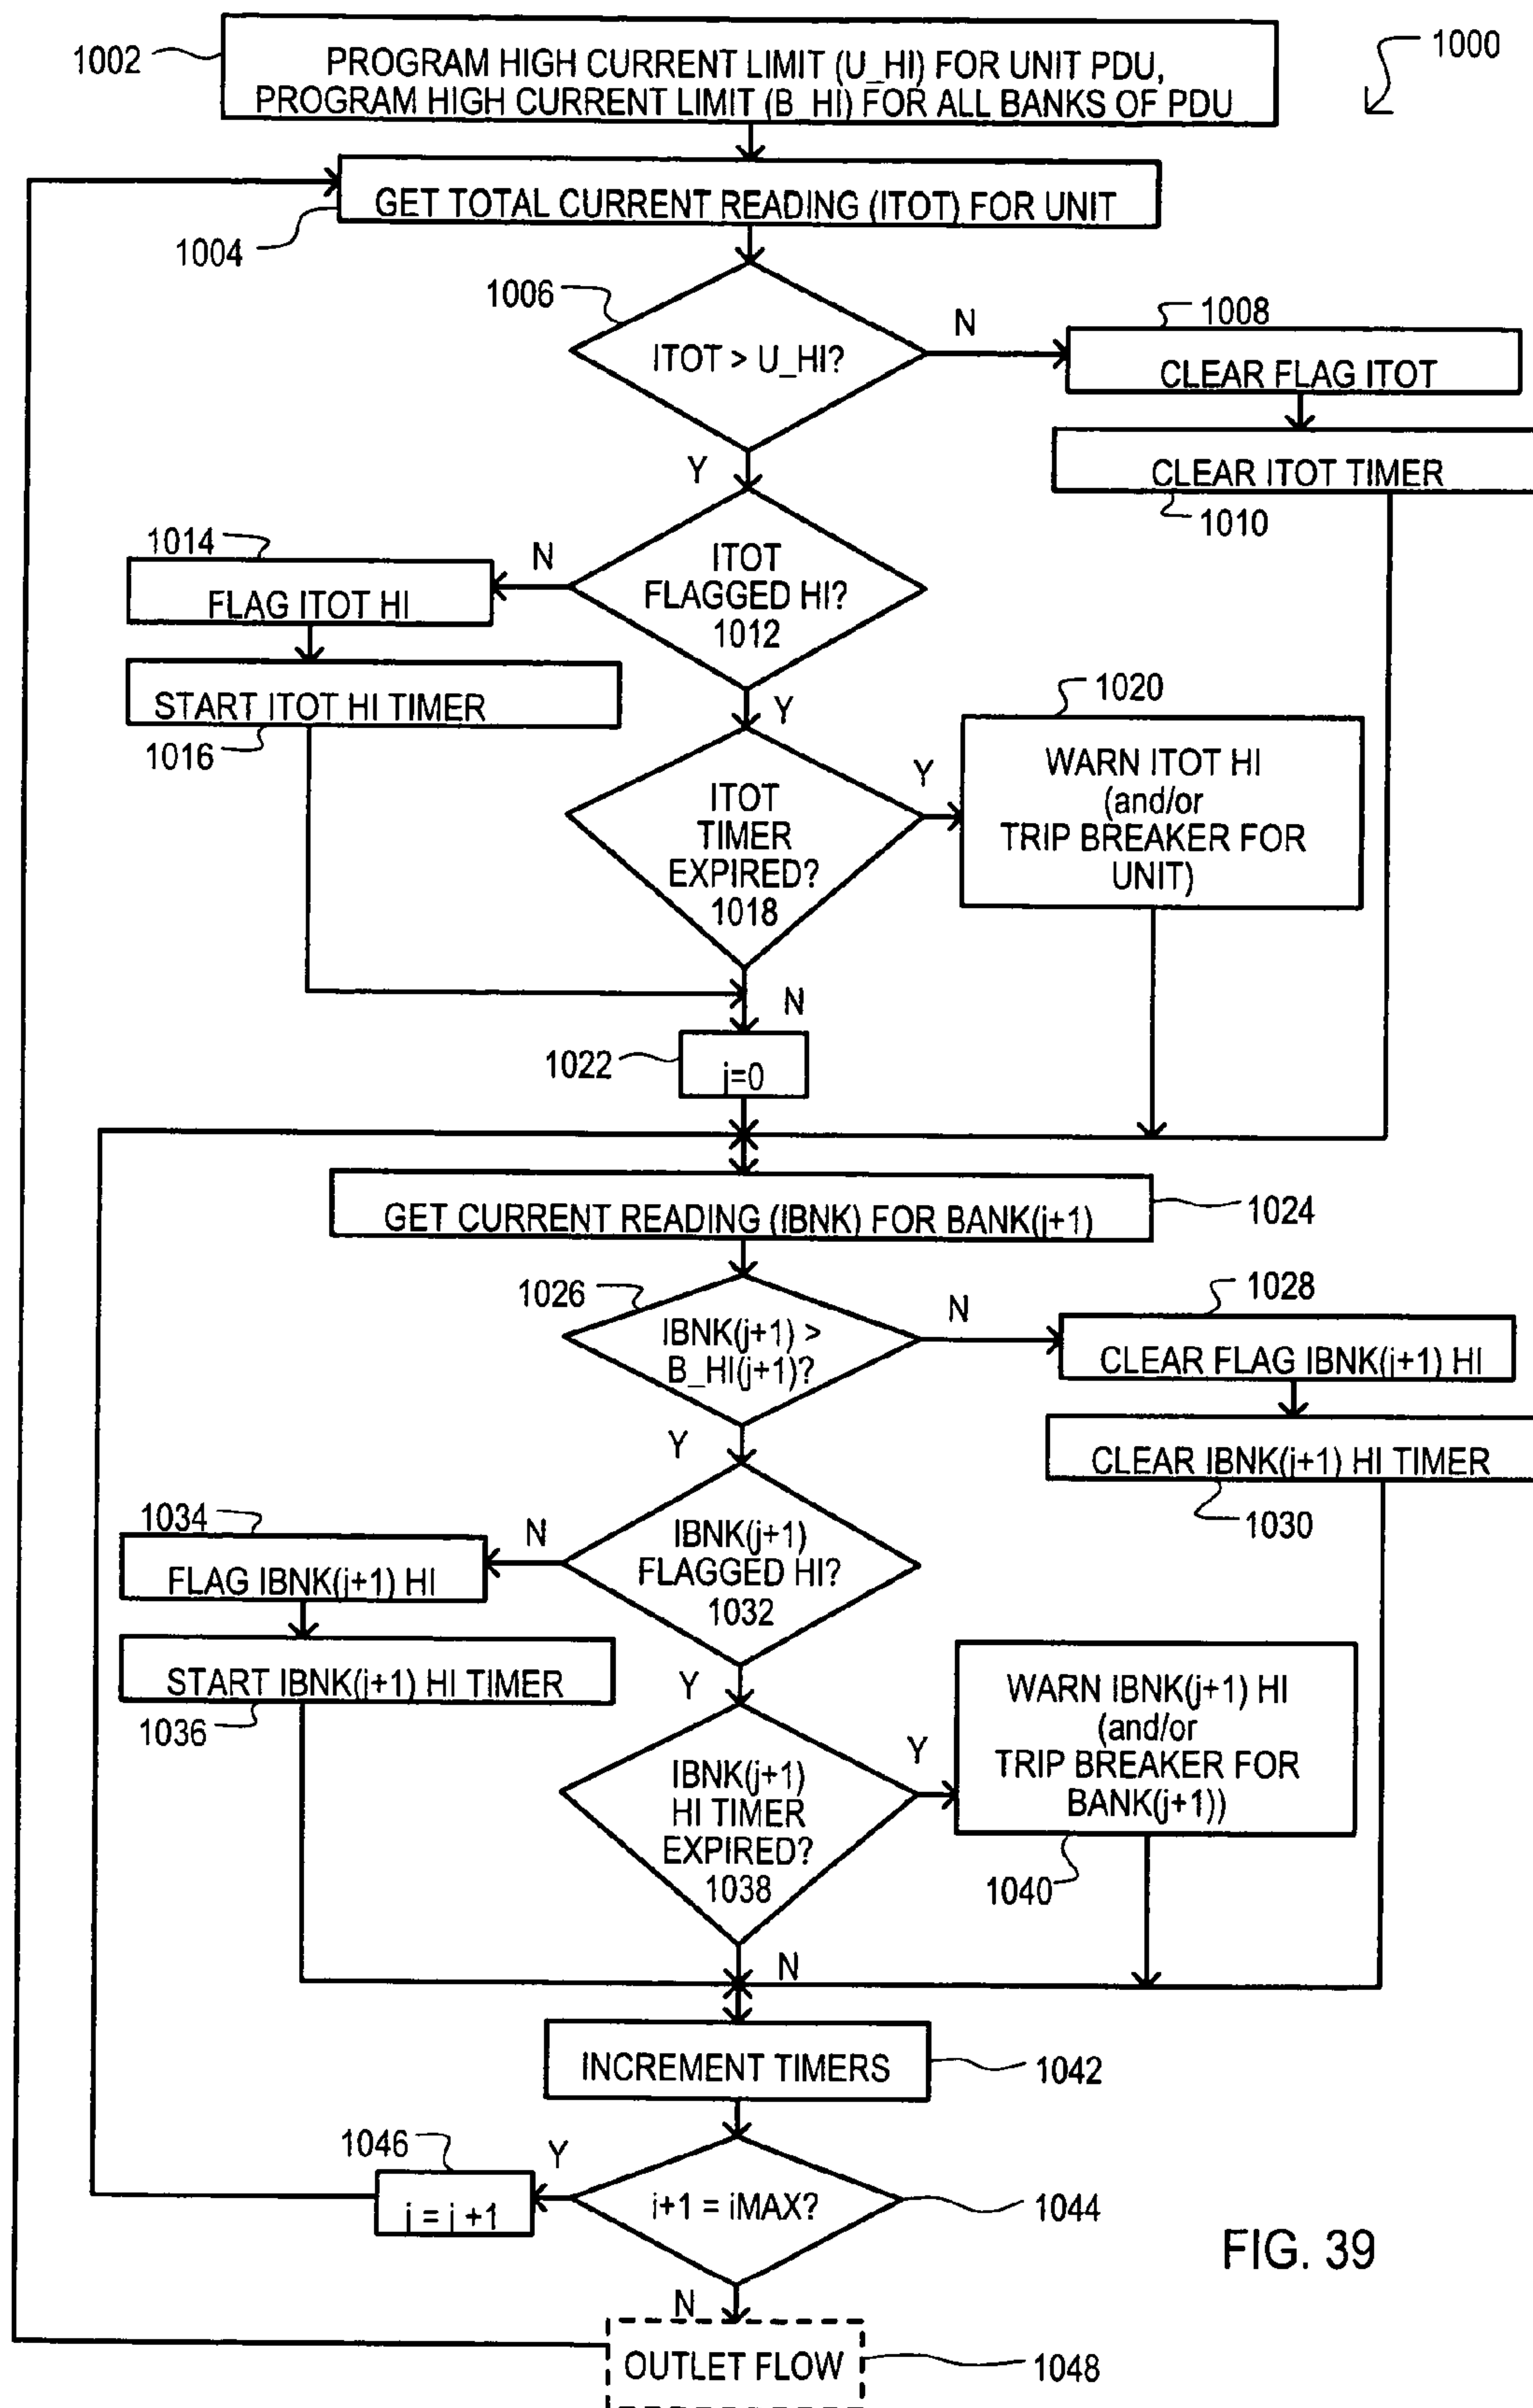 1002
PROGRAM HIGH CURRENT LIMIT (U_HI) FOR UNIT PDU,
PROGRAM HIGH CURRENT LIMIT (B_HI) FOR ALL BANKS OF PDU
1000
GET TOTAL CURRENT READING (ITOT) FOR UNIT
1004
1006
ITOT > U_HI?
N
1008
CLEAR FLAG ITOT
CLEAR ITOT TIMER
1010
Y
1014
N
FLAG ITOT HI
ITOT
FLAGGED HI?
1012
START ITOT HI TIMER
1016
Y
1020
WARN ITOT HI
(and/or
TRIP BREAKER FOR
UNIT)
Y
ITOT
TIMER
EXPIRED?
1018
N
1022
j=0
GET CURRENT READING (IBNK) FOR BANK(j+1)
1024
1026
IBNK(j+1) >
B_HI(j+1)?
N
1028
CLEAR FLAG IBNK(j+1) HI
CLEAR IBNK(j+1) HI TIMER
1030
Y
1034
N
FLAG IBNK(j+1) HI
IBNK(j+1)
FLAGGED HI?
1032
START IBNK(j+1) HI TIMER
1036
Y
WARN IBNK(j+1) HI
(and/or
TRIP BREAKER FOR
BANK(j+1))
1040
Y
IBNK(j+1)
HI TIMER
EXPIRED?
1038
N
INCREMENT TIMERS
1042
1046
Y
j = j +1
i+1 = iMAX?
1044
N
OUTLET FLOW
1048
FIG. 39